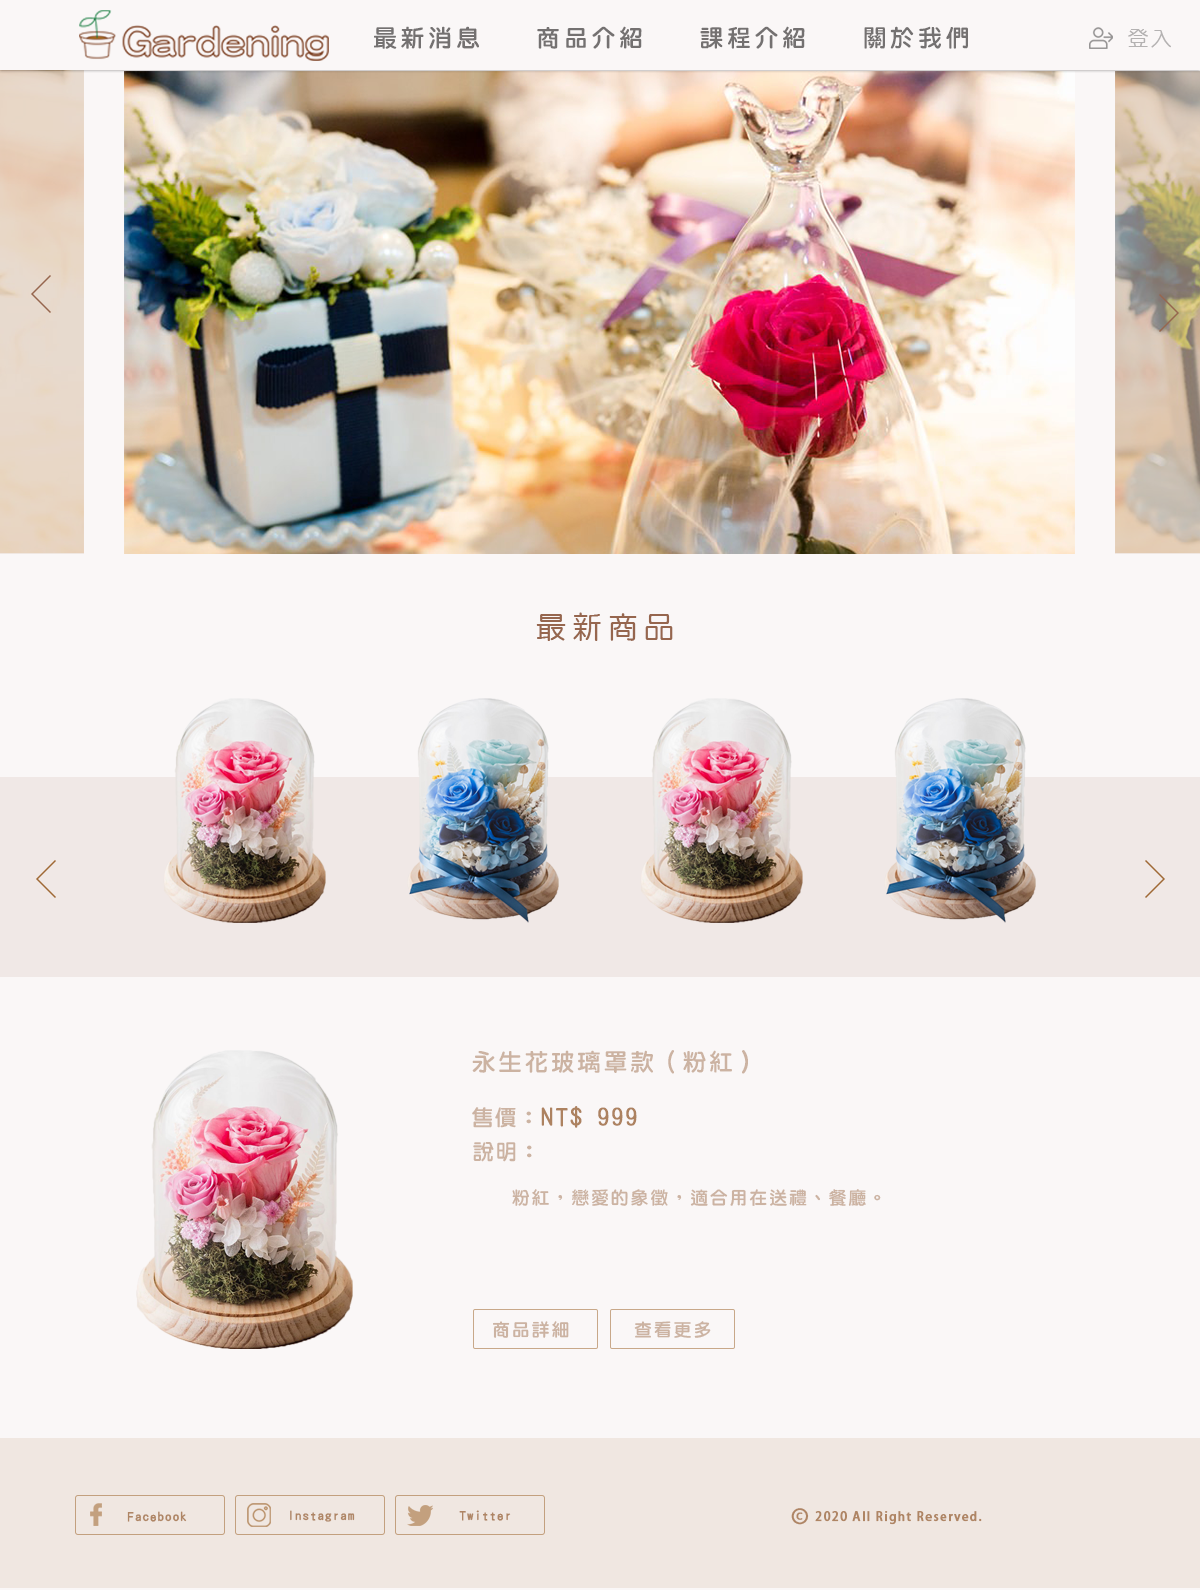 Gardening
最新消息 商品介紹 課程介紹 關於我們 登入
最新商品
永生花玻璃罩款（粉紅）
售價：NT$ 999
說明：
粉紅，戀愛的象徵，適合用在送禮、餐廳。
商品詳細 查看更多
Facebook Instagram Twitter © 2020 All Right Reserved.